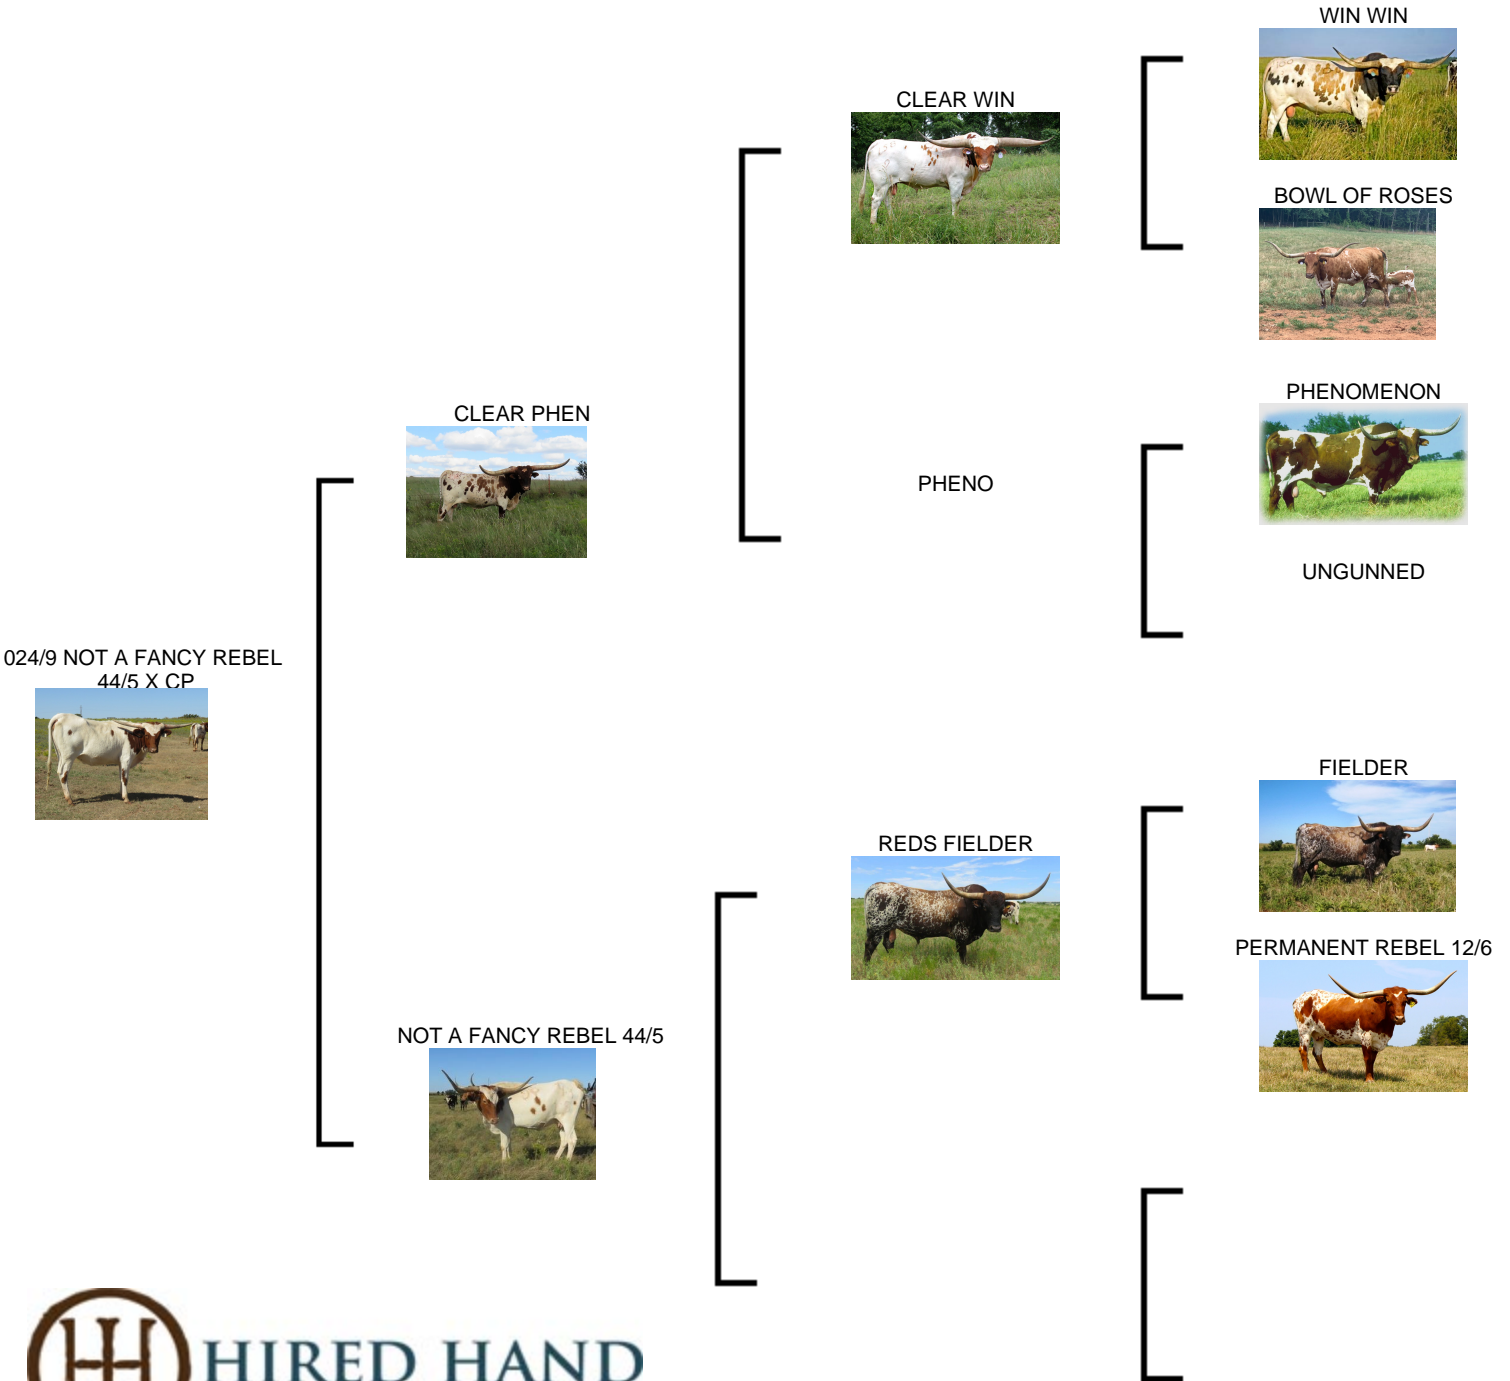 WIN WIN
CLEAR WIN
BOWL OF ROSES
PHENOMENON
CLEAR PHEN
PHENO
UNGUNNED
024/9 NOT A FANCY REBEL
44/5 X CP
FIELDER
REDS FIELDER
PERMANENT REBEL 12/6
NOT A FANCY REBEL 44/5
HIRED HAND